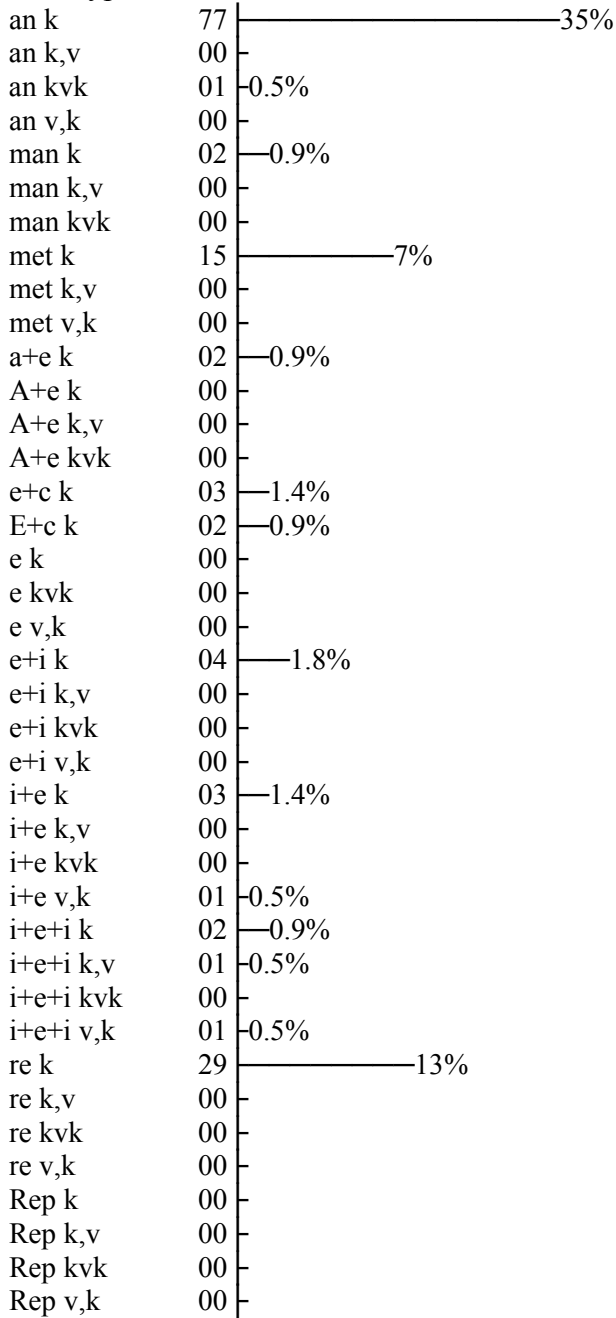 an k 77 35%
an k,v 00
an kvk 01 0.5%
an v,k 00
man k 02 0.9%
man k,v 00
man kvk 00
met k 15 7%
met k,v 00
met v,k 00
a+e k 02 0.9%
A+e k 00
A+e k,v 00
A+e kvk 00
e+c k 03 1.4%
E+c k 02 0.9%
e k 00
e kvk 00
e v,k 00
e+i k 04 1.8%
e+i k,v 00
e+i kvk 00
e+i v,k 00
i+e k 03 1.4%
i+e k,v 00
i+e kvk 00
i+e v,k 01 0.5%
i+e+i k 02 0.9%
i+e+i k,v 01 0.5%
i+e+i kvk 00
i+e+i v,k 01 0.5%
re k 29 13%
re k,v 00
re kvk 00
re v,k 00
Rep k 00
Rep k,v 00
Rep kvk 00
Rep v,k 00